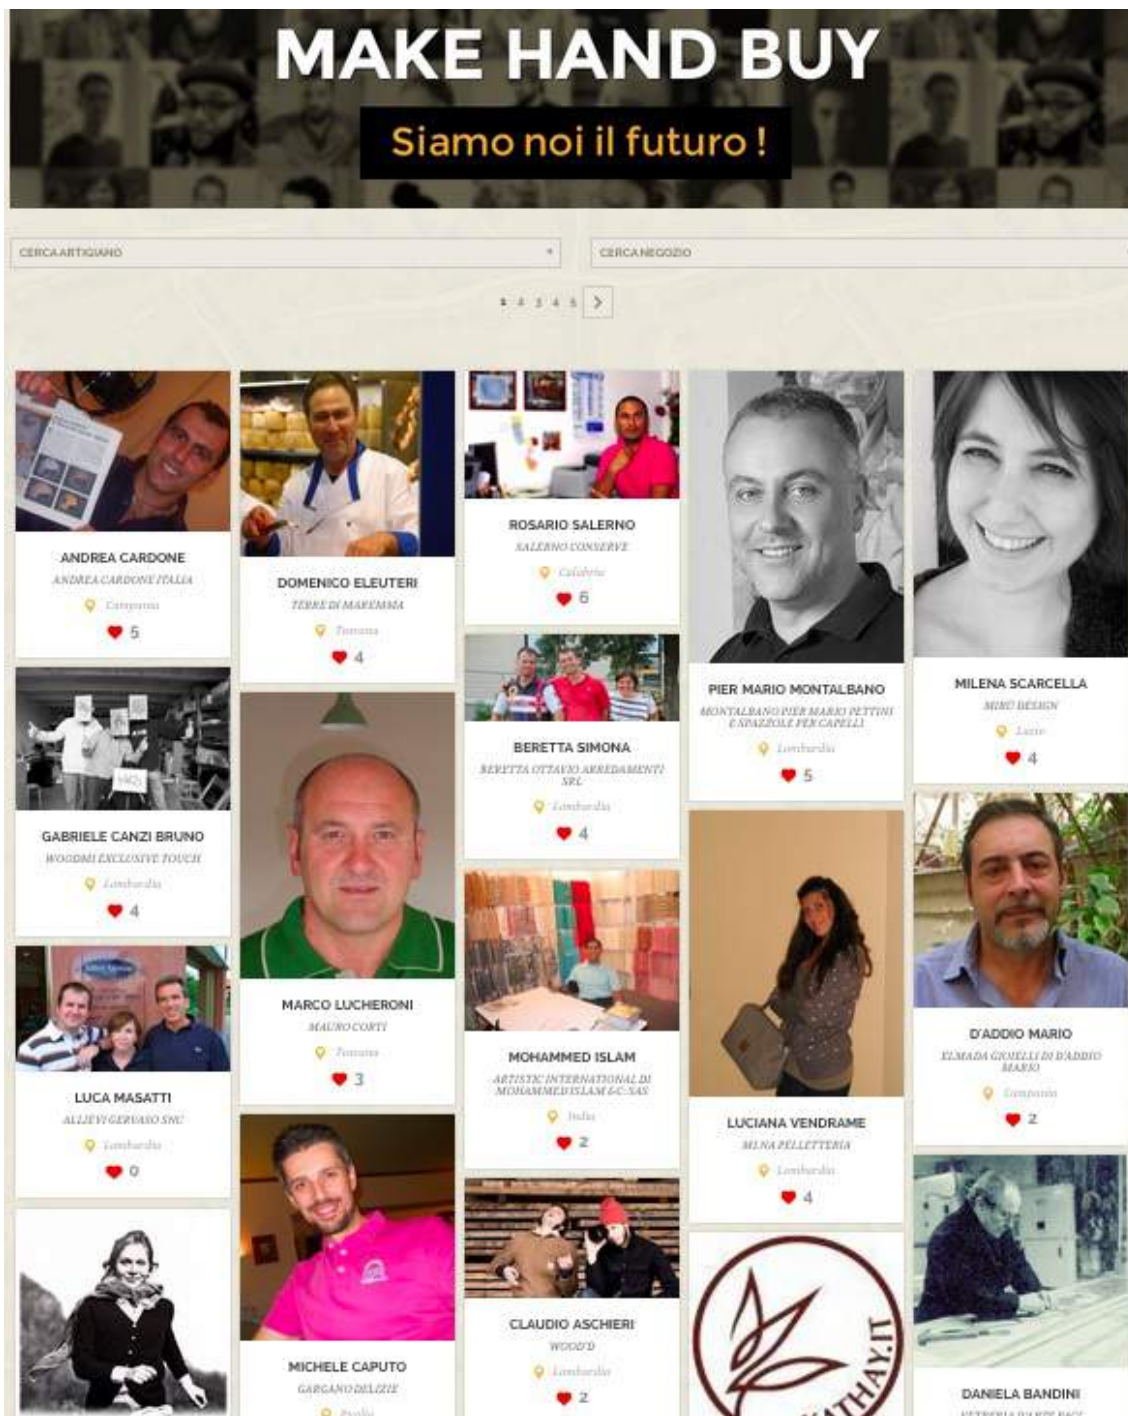 MAKE HAND BUY
Siamo noi il futuro !
CERCA ARTIGIANO
CERCA NEGOZIO
1 2 3 4 5 >
ANDREA CARDONE
ANDREA CARDONE ITALIA
Campania
5
GABRIELE CANZI BRUNO
WOODMI EXCLUSIVE TOUCH
Lombardia
4
LUCA MASATTI
ALLIEVI GERVASO SNC
Lombardia
0
DOMENICO ELEUTERI
TERRE DI MAREMMA
Toscana
4
MARCO LUCHERONI
MAURO CORTI
Toscana
3
MICHELE CAPUTO
GARGANO DELIZIE
ROSARIO SALERNO
SALERNO CONSERVE
Calabria
6
BERETTA SIMONA
BERETTA OTTAVIO ARREDAMENTI
SRL
Lombardia
4
MOHAMMED ISLAM
ARTISTIC INTERNATIONAL DI
MOHAMMED ISLAM &C: SAS
India
2
CLAUDIO ASCHIERI
WOOD'D
Lombardia
2
PIER MARIO MONTALBANO
MONTALBANO PIER MARIO PETTINI
E SPAZZOLE PER CAPELLI
Lombardia
5
LUCIANA VENDRAME
MI.NA PELLETTERIA
Lombardia
4
ATHAY.IT
MILENA SCARCELLA
MIRÙ DESIGN
Lazio
4
D'ADDIO MARIO
ELMADA GIOIELLI DI D'ADDIO
MARIO
Campania
2
DANIELA BANDINI